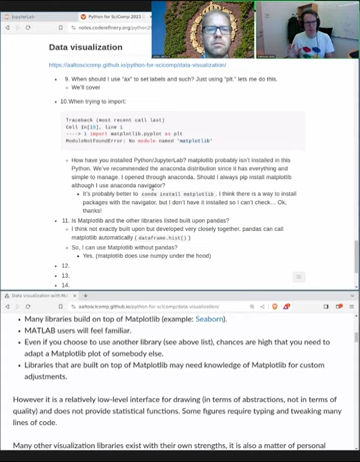 JupyterLab
Python for SciComp 2023
notes.coderefinery.org/python2
Data visualization
https://aaltoscicomp.github.io/python-for-scicomp/data-visualization/
9. When should I use "ax" to set labels and such? Just using "plt." lets me do this.
We'll cover
10.When trying to import:
Traceback (most recent call last)
Cell In[16], line 1
----> 1 import matplotlib.pyplot as plt
ModuleNotFoundError: No module named 'matplotlib'
How have you installed Python/JupyterLab? matplotlib probably isn't installed in this
Python. We've recommended the anaconda distribution since it has everything and
simple to manage. I opened through anaconda. Should I always pip install matplotlib
although I use anaconda navigator?
It's probably better to conda install matplotlib, I think there is a way to install
packages with the navigator, but I don't have it installed so I can't check... Ok,
thanks!
11. Is Matplotlib and the other libraries listed built upon pandas?
I think not exactly built upon but developed very closely together, pandas can call
matplotlib automatically (dataframe.hist())
So, I can use Matplotlib without pandas?
Yes. (matplotlib does use numpy under the hood)
12.
13.
14.
Data visualization with Ma
aaltoscicomp.github.io/python-for-scicomp/data-visualization/
Many libraries build on top of Matplotlib (example: Seaborn).
MATLAB users will feel familiar.
Even if you choose to use another library (see above list), chances are high that you need to
adapt a Matplotlib plot of somebody else.
Libraries that are built on top of Matplotlib may need knowledge of Matplotlib for custom
adjustments.
However it is a relatively low-level interface for drawing (in terms of abstractions, not in terms of
quality) and does not provide statistical functions. Some figures require typing and tweaking many
lines of code.
Many other visualization libraries exist with their own strengths, it is also a matter of personal